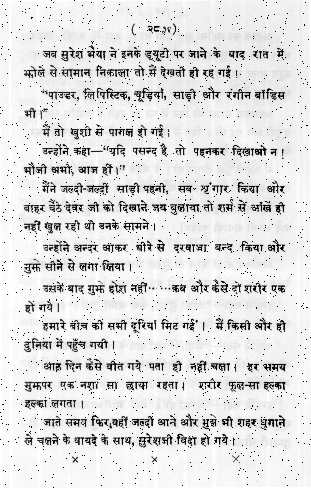 ( २८३१)
जब सुरेश भैया ने इनके ड्यूटी पर जाने के बाद रात में
झोले से सामान निकाला तो मैं देखती ही रह गई ।
"पाउडर, लिपिस्टिक, चूड़ियाँ, साड़ी और रंगीन बाडिस
भी ।"
मैं तो खुशी से पागल हो गई ।
उन्होंने कहा—"यदि पसन्द है तो पहनकर दिखाओ न ।
भौजी अभी, आज ही ।"
मैंने जल्दी-जल्दी साड़ी पहनी, सब शृंगार किया और
बाहर बैठे देवर जी को दिखाने जब बुलाया तो शर्म से आँखें ही
नहीं खुल रही थी उनके सामने ।
उन्होंने अन्दर आकर धीरे से दरवाजा बन्द किया और
मुझे सीने से लगा लिया ।
उसके बाद मुझे होश नहीं······कब और कैसे दो शरीर एक
हो गये ।
हमारे बीच की सभी दूरियाँ मिट गई । मैं किसी और ही
दुनिया में पहुँच गयी ।
आठ दिन कैसे बीत गये पता ही नहीं चला । हर समय
मुझपर एक नशा सा छाया रहता । शरीर फूल-सा हल्का
हल्का लगता ।
जाते समय फिर यहीं जल्दी आने और मुझे भी शहर घुमाने
ले चलने के वायदे के साथ, सुरेशजी विदा हो गये ।
× × ×